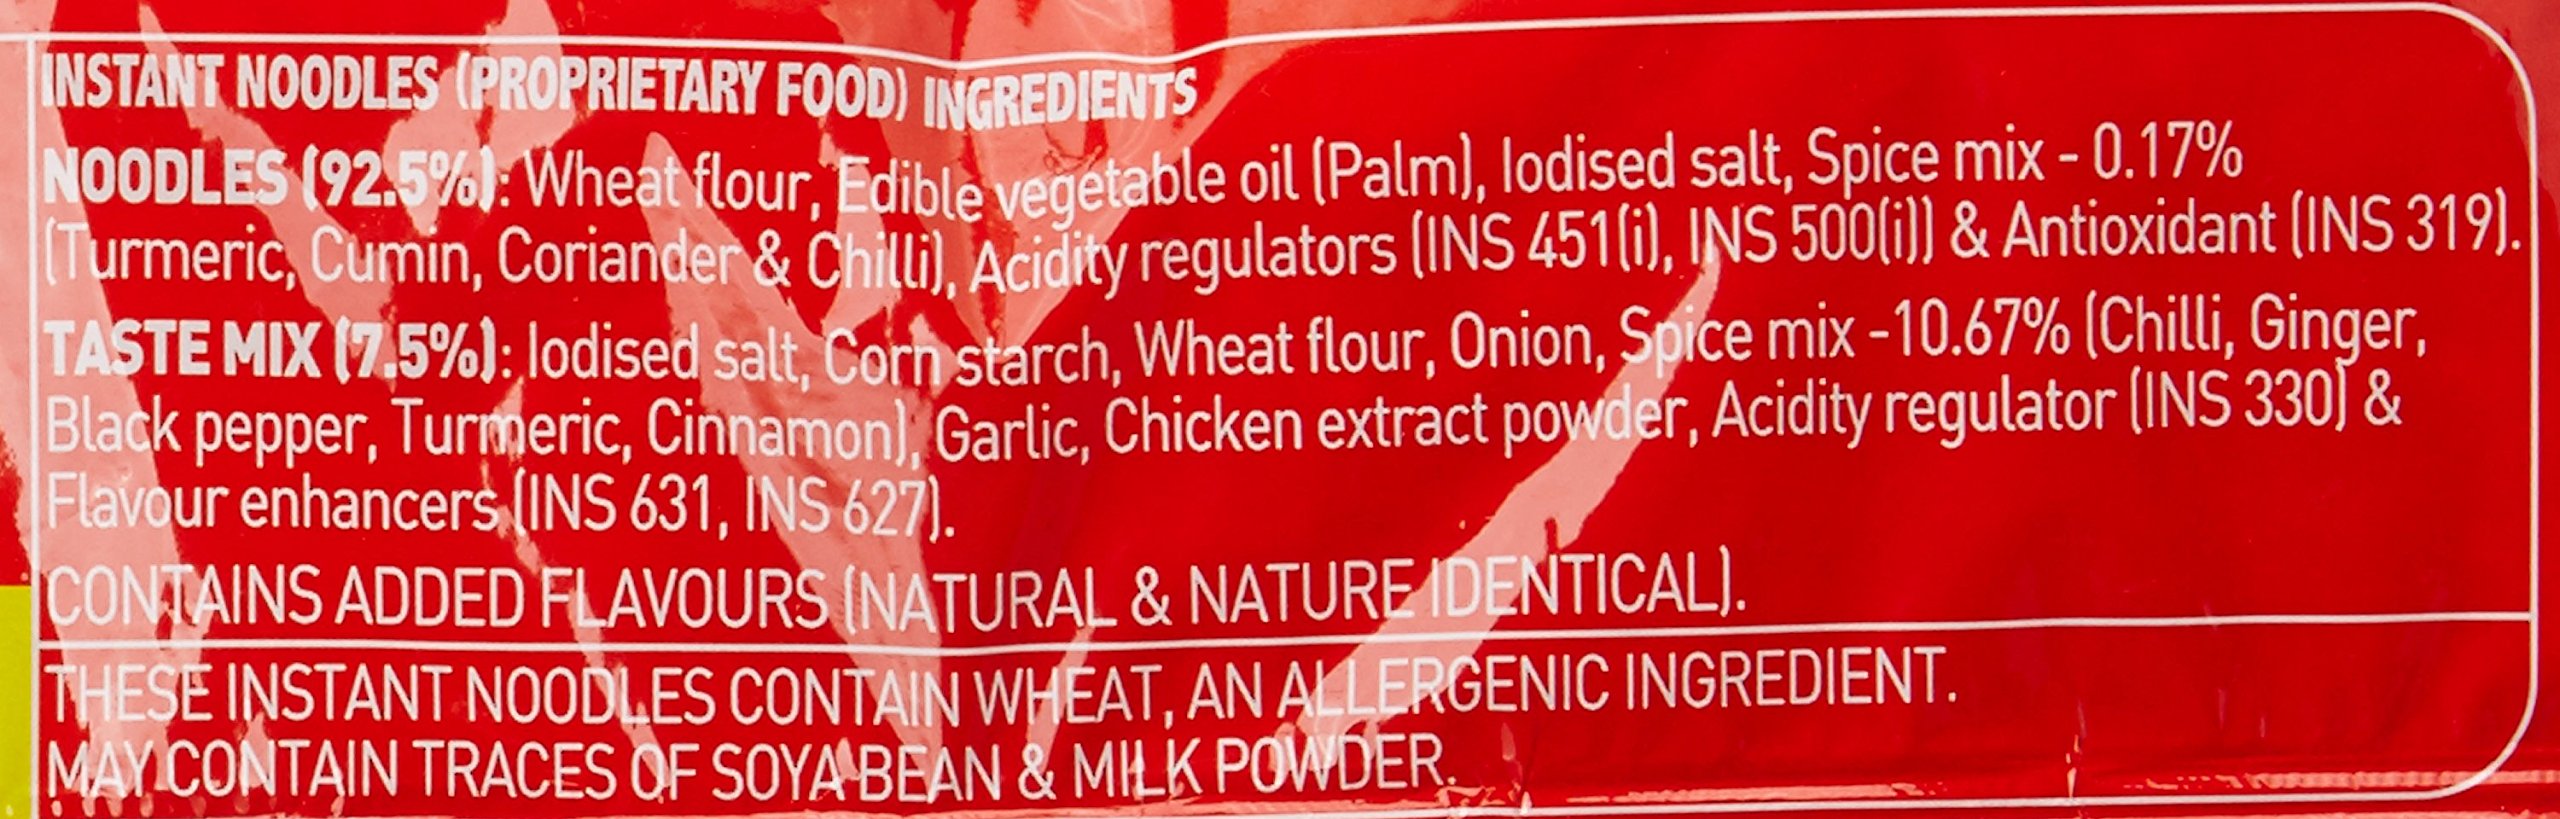 INSTANT NOODLES (PROPRIETARY FOOD) INGREDIENTS
NOODLES (92.5%): Wheat flour, Edible vegetable oil (Palm), Iodised salt, Spice mix - 0.17%
(Turmeric, Cumin, Coriander & Chilli), Acidity regulators (INS 451(i), INS 500(i)) & Antioxidant (INS 319).
TASTE MIX (7.5%): Iodised salt, Corn starch, Wheat flour, Onion, Spice mix -10.67% (Chilli, Ginger,
Black pepper, Turmeric, Cinnamon), Garlic, Chicken extract powder, Acidity regulator (INS 330) &
Flavour enhancers (INS 631, INS 627).
CONTAINS ADDED FLAVOURS (NATURAL & NATURE IDENTICAL).
THESE INSTANT NOODLES CONTAIN WHEAT, AN ALLERGENIC INGREDIENT.
MAY CONTAIN TRACES OF SOYA BEAN & MILK POWDER.